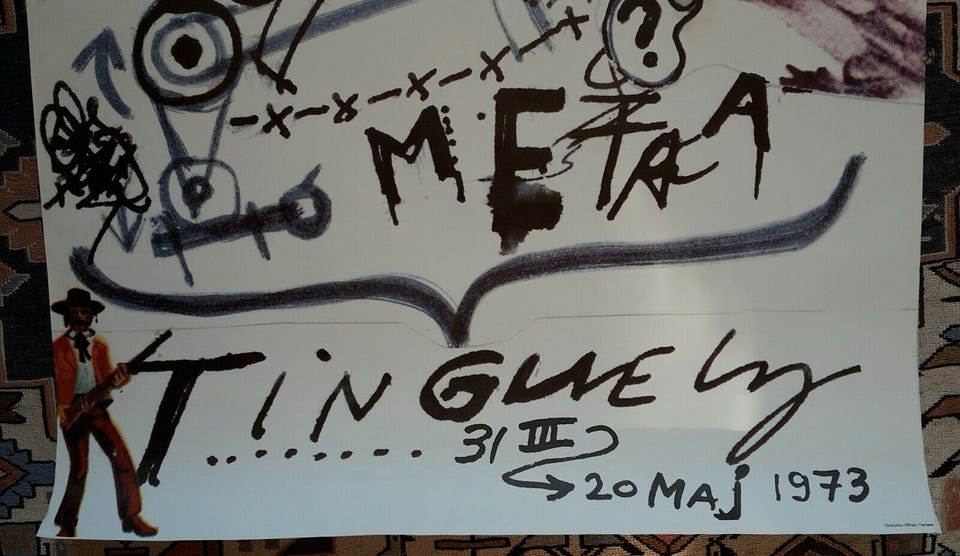 ?
META
TiNGUEly
31 III
20 MAj 1973